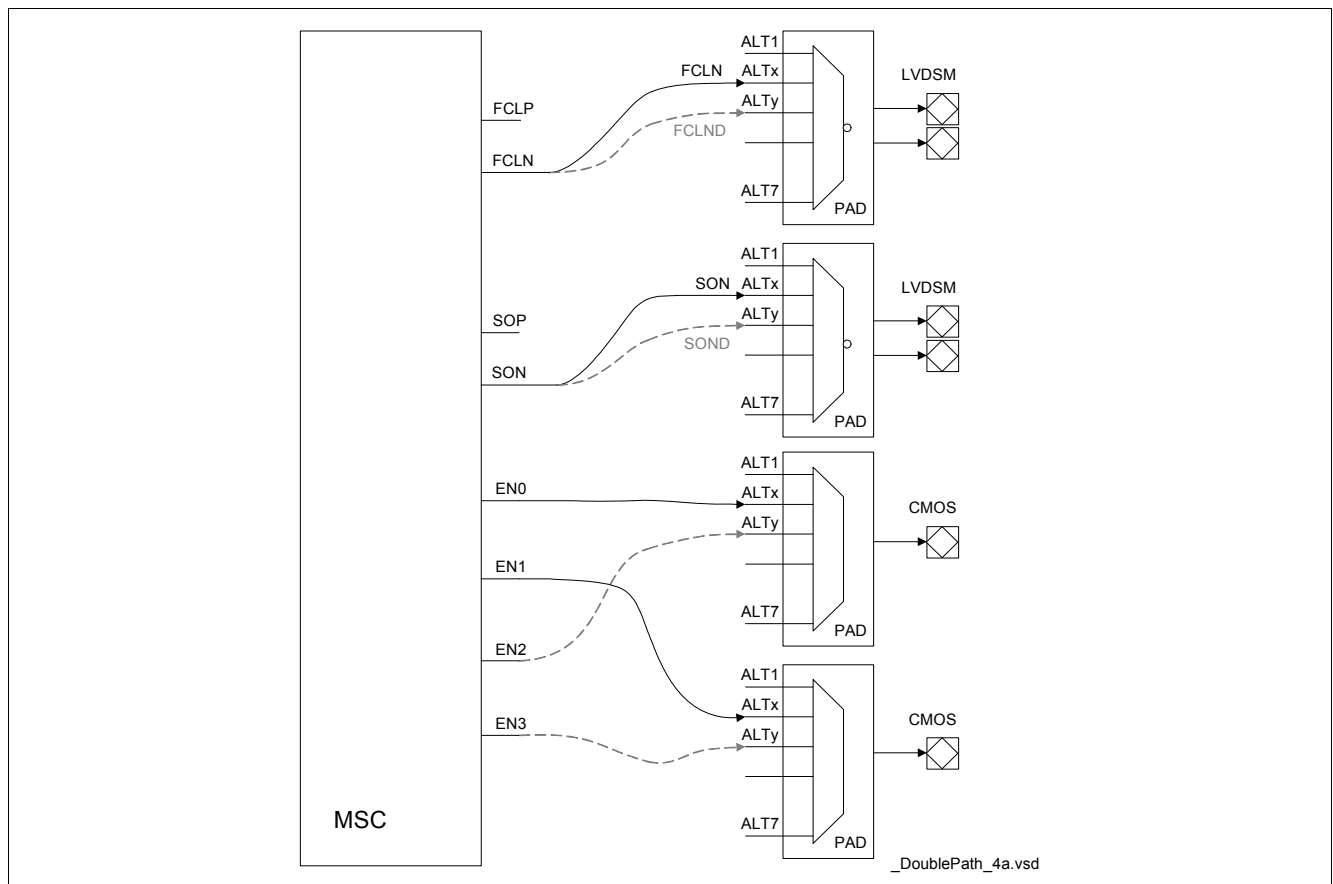 ALT1
FCLN
ALTx
LVDSM
FCLP
ALTy
FCLND
FCLN
ALT7
PAD
ALT1
SON
ALTx
LVDSM
SOP
ALTy
SOND
SON
ALT7
PAD
ALT1
EN0
ALTx
CMOS
ALTy
EN1
ALT7
PAD
EN2
ALT1
ALTx
CMOS
EN3
ALTy
MSC
ALT7
PAD
_DoublePath_4a.vsd